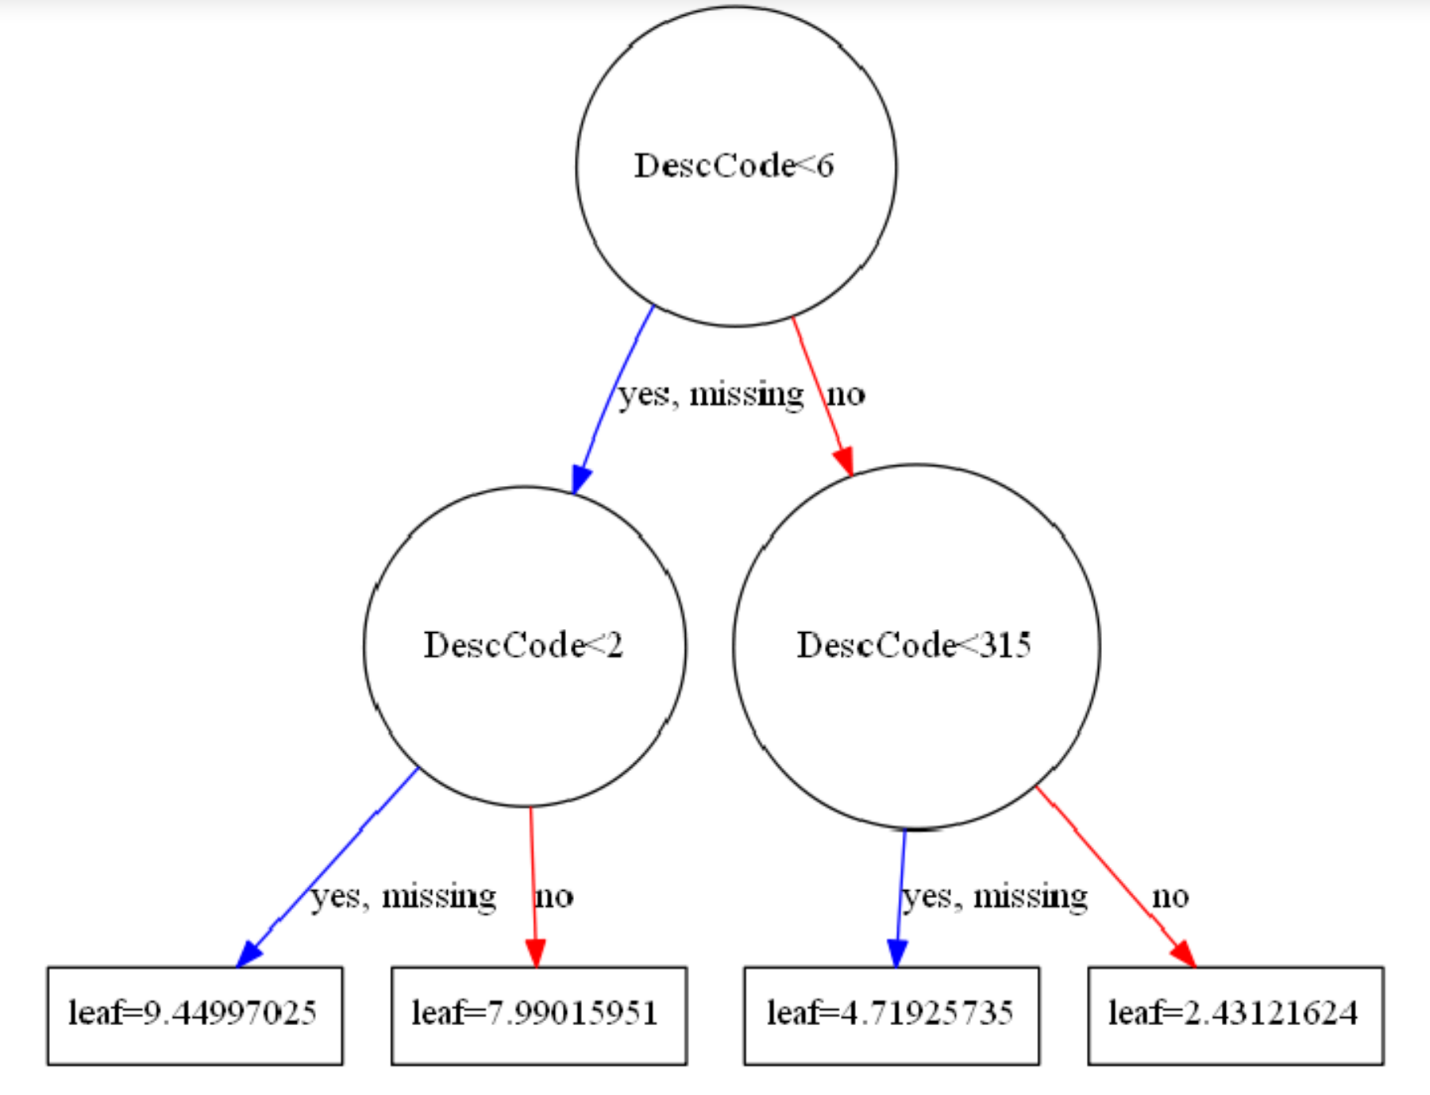 DescCode<6
yes, missing
no
DescCode<2
DescCode<315
yes, missing
no
yes, missing
no
leaf=9.44997025
leaf=7.99015951
leaf=4.71925735
leaf=2.43121624